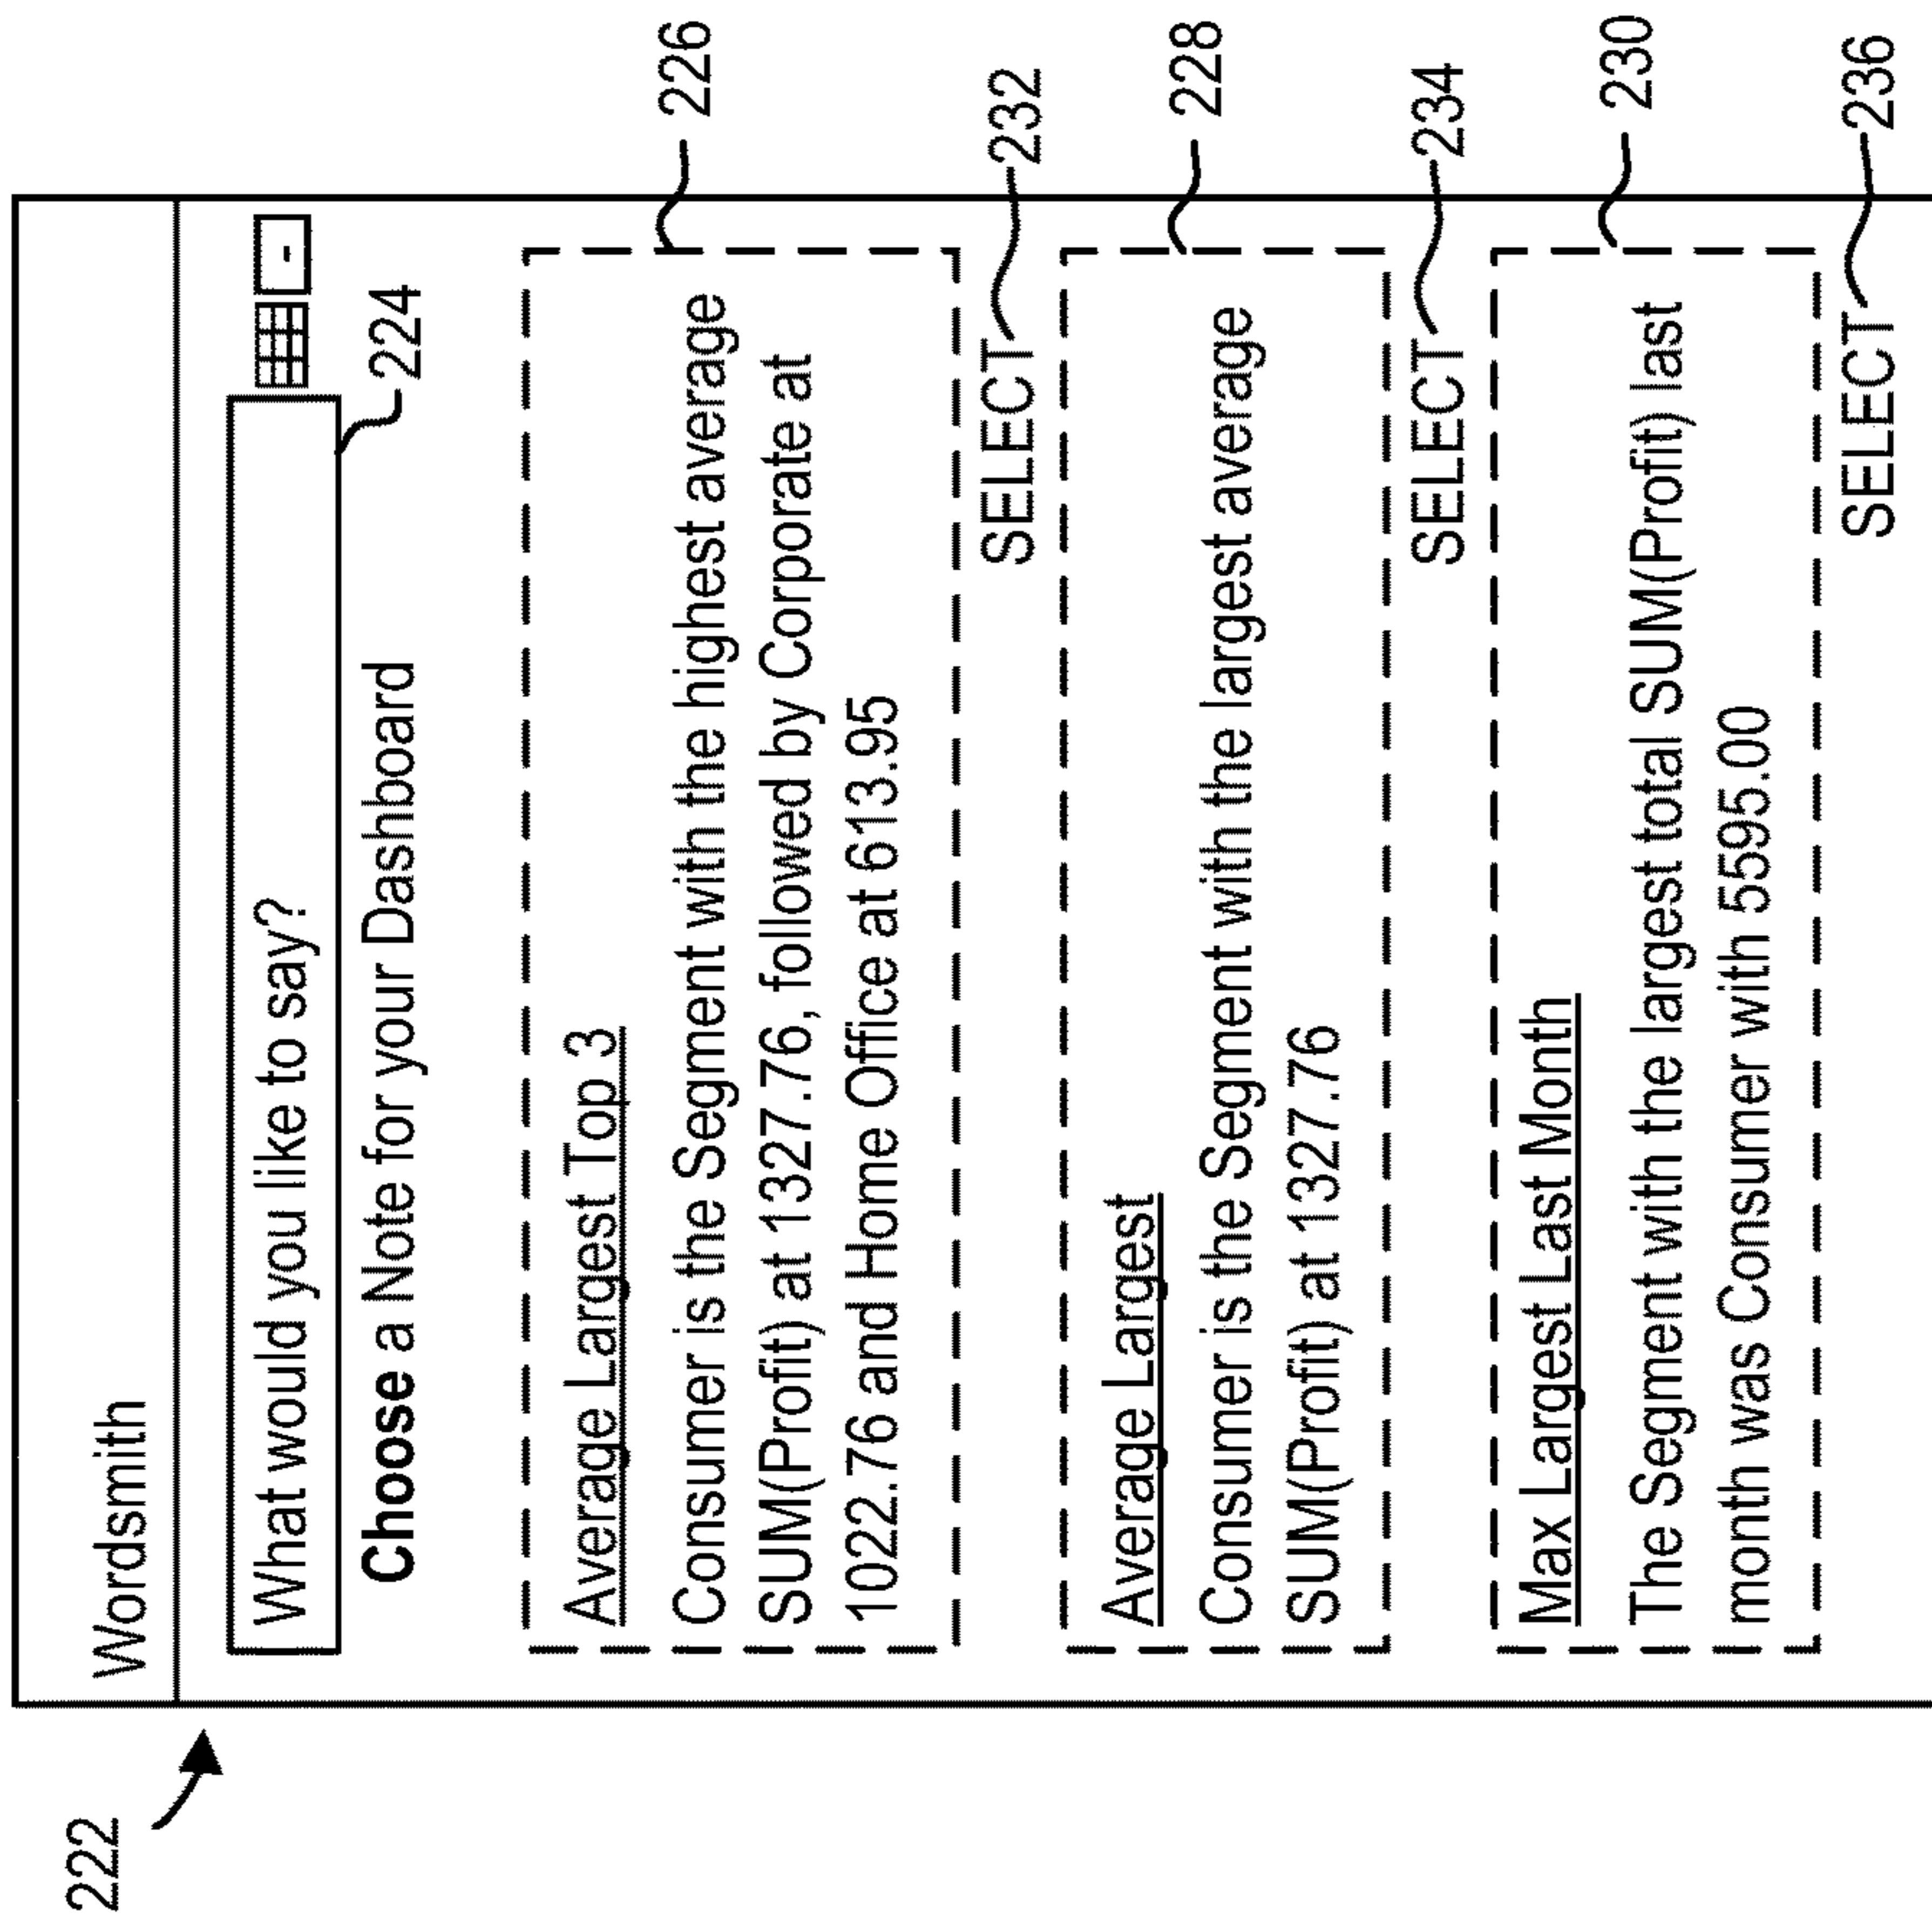 222
Wordsmith
What would you like to say?
224
Choose a Note for your Dashboard
226
Average Largest Top 3
Consumer is the Segment with the highest average
SUM(Profit) at 1327.76, followed by Corporate at
1022.76 and Home Office at 613.95
SELECT
232
228
Average Largest
Consumer is the Segment with the largest average
SUM(Profit) at 1327.76
SELECT
234
230
Max Largest Last Month
The Segment with the largest total SUM(Profit) last
month was Consumer with 5595.00
SELECT
236